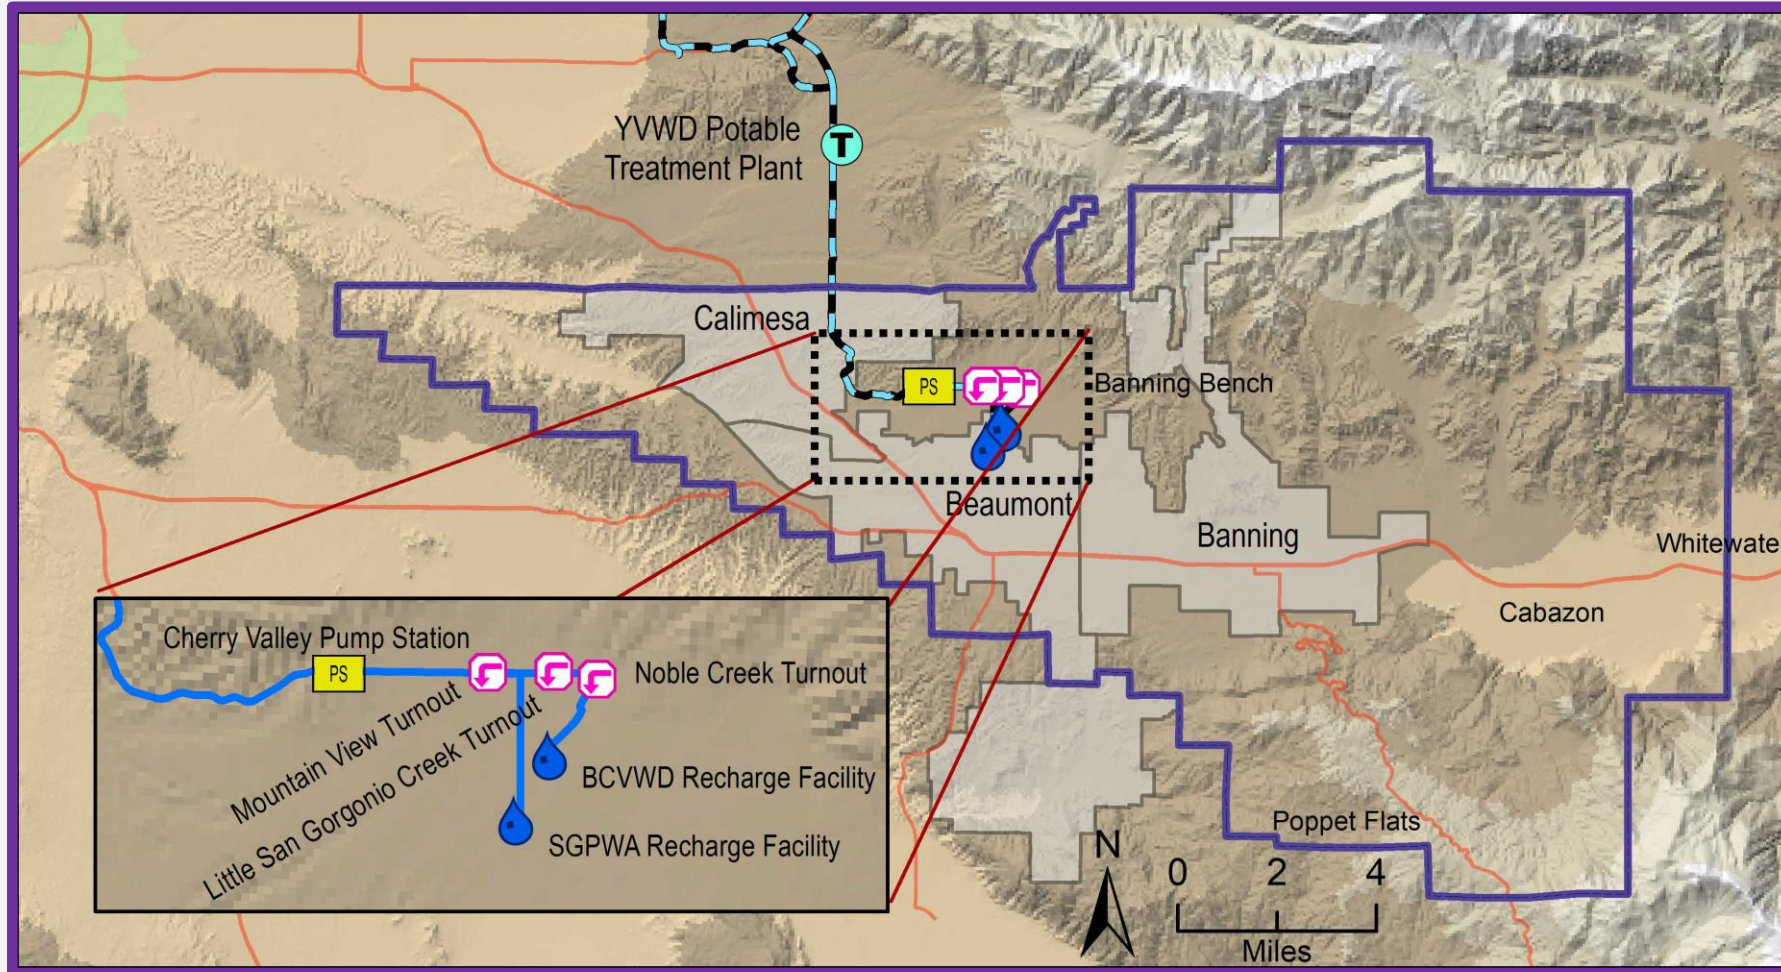 YVWD Potable
Treatment Plant
T
Calimesa
PS
Banning Bench
Beaumont
Banning
Whitewate
Cabazon
Cherry Valley Pump Station
PS
Noble Creek Turnout
Mountain View Turnout
Little San Gorgonio Creek Turnout
BCVWD Recharge Facility
SGPWA Recharge Facility
Poppet Flats
N
0 2 4
Miles